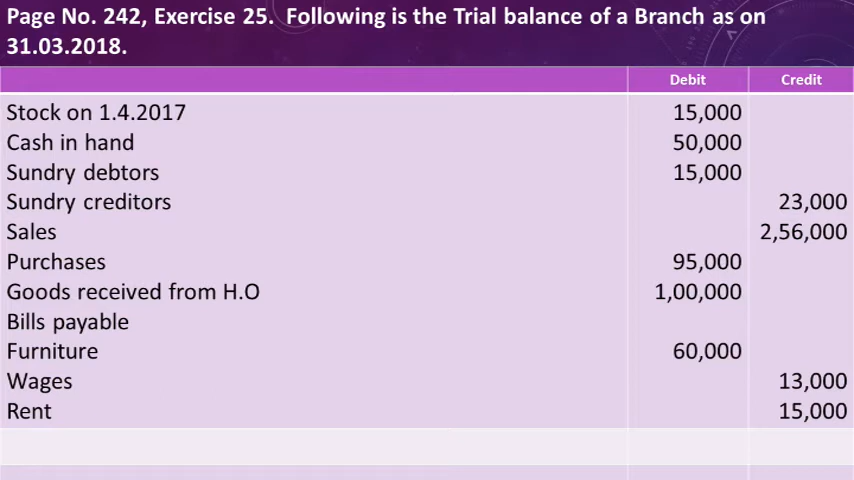 Page No. 242, Exercise 25. Following is the Trial balance of a Branch as on
31.03.2018.
Debit Credit
Stock on 1.4.2017 15,000
Cash in hand 50,000
Sundry debtors 15,000
Sundry creditors 23,000
Sales 2,56,000
Purchases 95,000
Goods received from H.O 1,00,000
Bills payable
Furniture 60,000
Wages 13,000
Rent 15,000